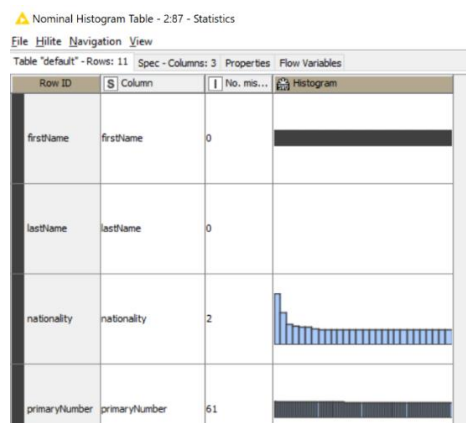 Nominal Histogram Table - 2:87 - Statistics
File Hilite Navigation View
Table "default" - Rows: 11 Spec - Columns: 3 Properties Flow Variables
Row ID S Column I No. mis... Histogram
firstName firstName 0
lastName lastName 0
nationality nationality 2
primaryNumber primaryNumber 61